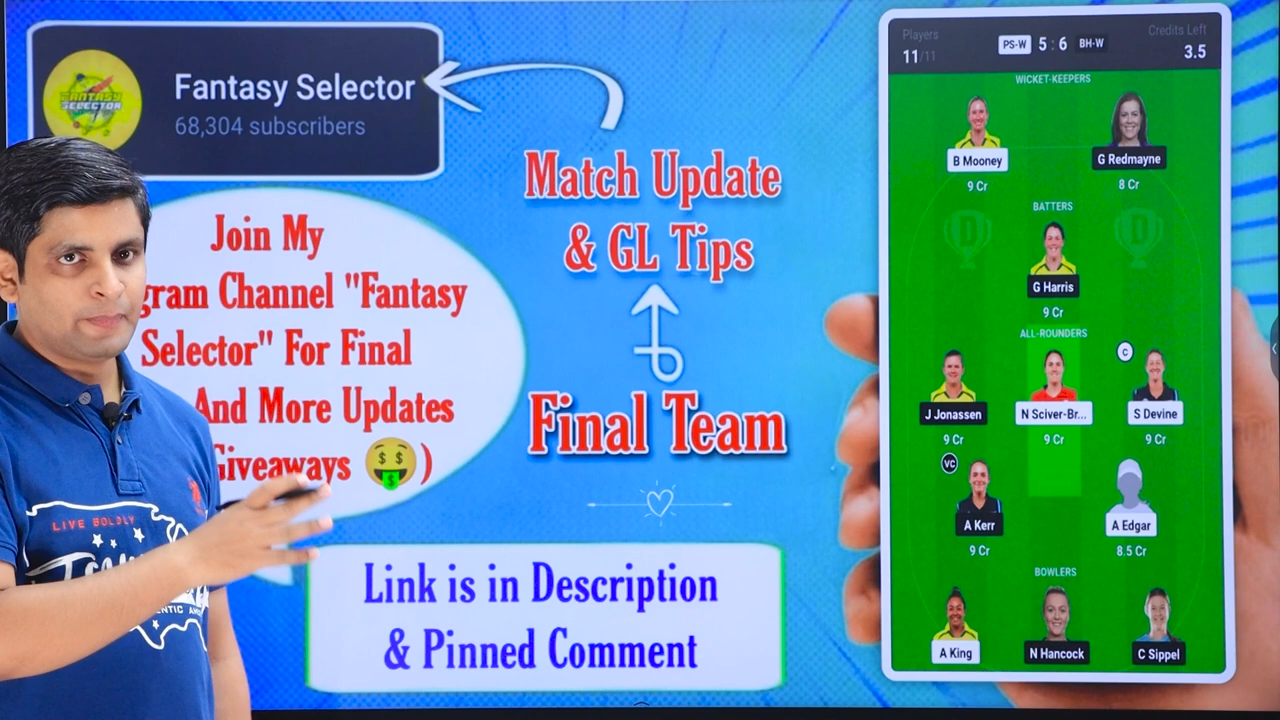 FANTASY
SELECTOR
Fantasy Selector
68,304 subscribers
Join My
gram Channel "Fantasy
Selector" For Final
And More Updates
Giveaways 🤑)
Match Update
& GL Tips
Final Team
Link is in Description
& Pinned Comment
LIVE BOLDLY
Players
11/11
PS-W 5 : 6 BH-W
Credits Left
3.5
WICKET-KEEPERS
B Mooney
9 Cr
G Redmayne
8 Cr
BATTERS
D
D
G Harris
9 Cr
ALL-ROUNDERS
J Jonassen
9 Cr
N Sciver-Br...
9 Cr
C
S Devine
9 Cr
VC
A Kerr
9 Cr
A Edgar
8.5 Cr
BOWLERS
A King
N Hancock
C Sippel